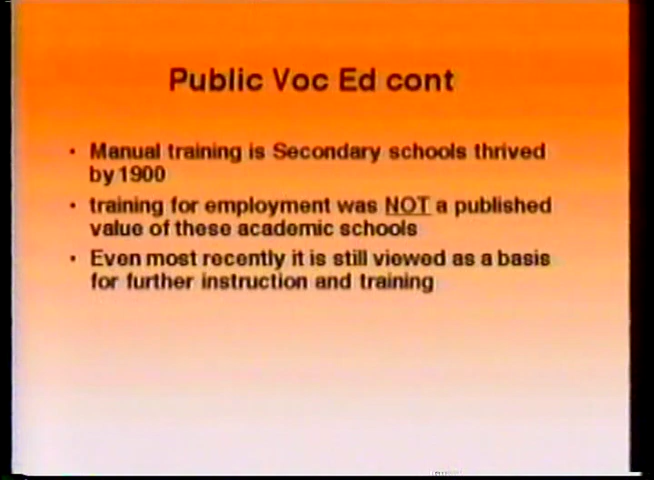 Public Voc Ed cont
• Manual training is Secondary schools thrived
by 1900
• training for employment was NOT a published
value of these academic schools
• Even most recently it is still viewed as a basis
for further instruction and training